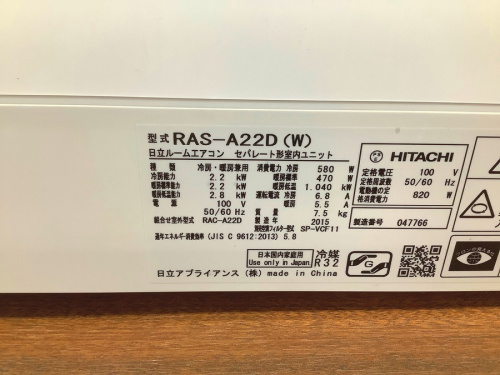 型式 RAS-A22D(W)
日立ルームエアコン セパレート形室内ユニット
種類 冷房・暖房兼用 消費電力 冷房 580 W
冷房能力 2.2 kW 暖房標準 470 W
暖房能力 2.2 kW 暖房低温 1.040 kW
暖房低温能力 2.8 kW 運転電流 冷房 6.8 A
電源 100 V 暖房 5.5 A
50/60 Hz 質量 7.5 kg
組合せ室外型式 RAC-A22D 製造年 2015
SP-VCF11
通年エネルギー消費効率 (JIS C 9612:2013) 5.8
HITACHI
定格電圧 100 V
定格周波数 50/60 Hz
電動機の定格消費電力 820 W
製造番号 047766
日本国内家庭用
Use only in Japan
冷媒
R32
日立アプライアンス(株) made in China
G